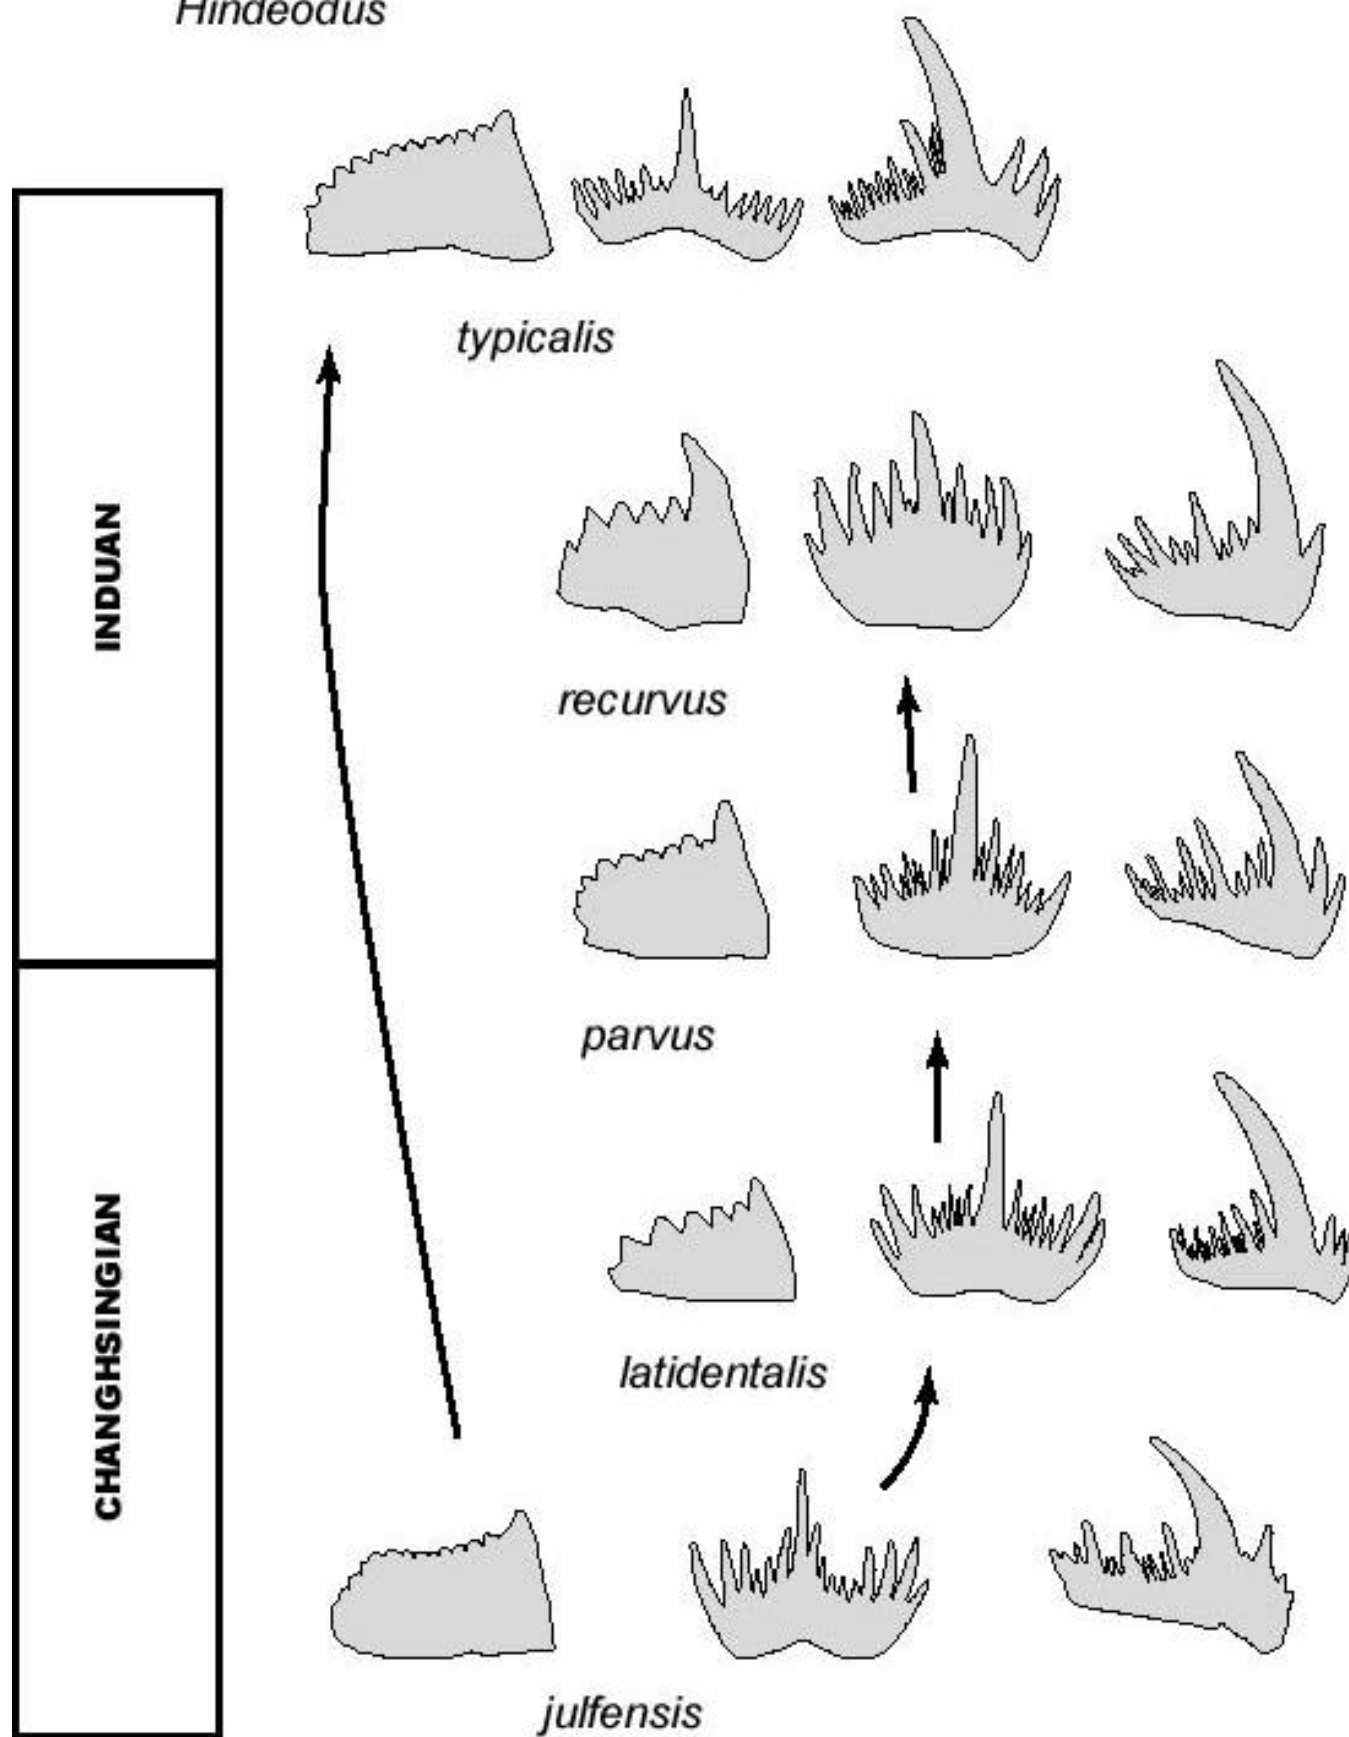 Hindeodus
typicalis
INDUAN
recurvus
parvus
CHANGHSINGIAN
latidentalis
julfensis